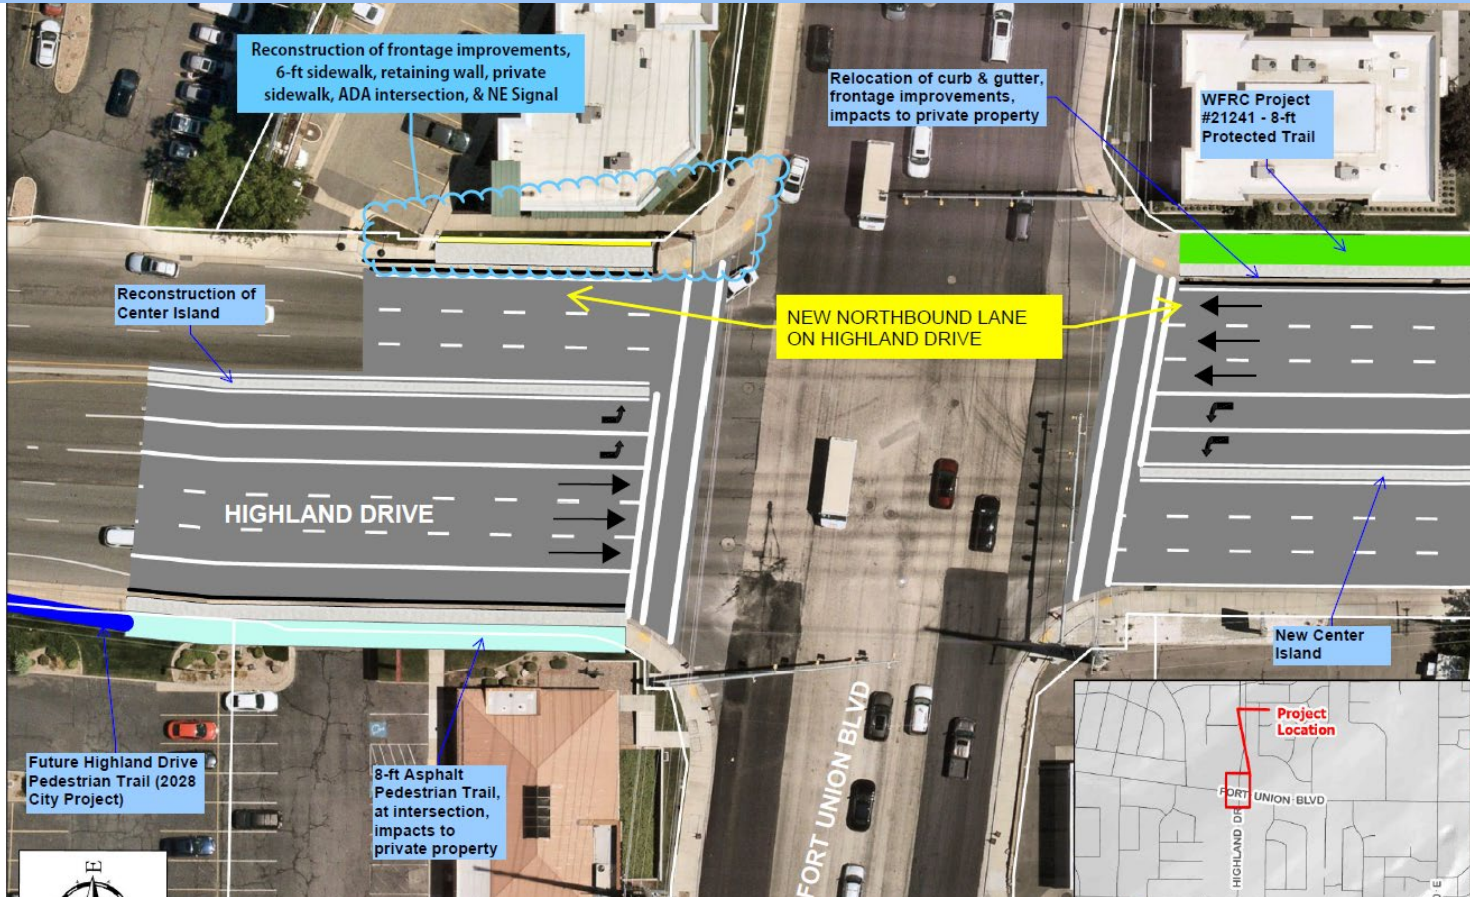 Reconstruction of frontage improvements,
6-ft sidewalk, retaining wall, private
sidewalk, ADA intersection, & NE Signal
Relocation of curb & gutter,
frontage improvements,
impacts to private property
WFRC Project
#21241 - 8-ft
Protected Trail
Reconstruction of
Center Island
NEW NORTHBOUND LANE
ON HIGHLAND DRIVE
HIGHLAND DRIVE
FORT UNION BLVD
New Center
Island
Future Highland Drive
Pedestrian Trail (2028
City Project)
8-ft Asphalt
Pedestrian Trail,
at intersection,
impacts to
private property
E
Project
Location
FORT UNION BLVD
HIGHLAND DR